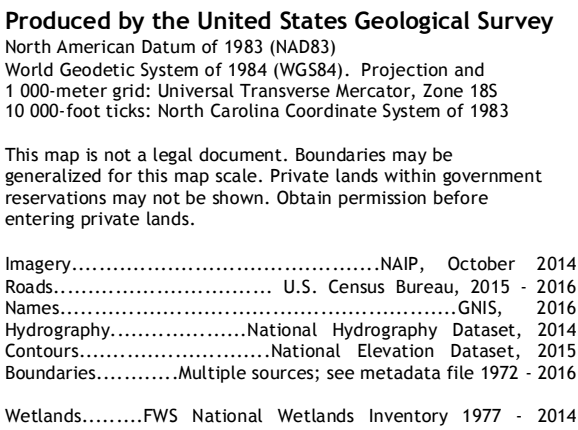 Produced by the United States Geological Survey
North American Datum of 1983 (NAD83)
World Geodetic System of 1984 (WGS84). Projection and
1 000-meter grid: Universal Transverse Mercator, Zone 18S
10 000-foot ticks: North Carolina Coordinate System of 1983
This map is not a legal document. Boundaries may be
generalized for this map scale. Private lands within government
reservations may not be shown. Obtain permission before
entering private lands.
Imagery..........................................NAIP, October 2014
Roads.............................. U.S. Census Bureau, 2015 - 2016
Names......................................................GNIS, 2016
Hydrography...................National Hydrography Dataset, 2014
Contours..........................National Elevation Dataset, 2015
Boundaries............Multiple sources; see metadata file 1972 - 2016
Wetlands.........FWS National Wetlands Inventory 1977 - 2014